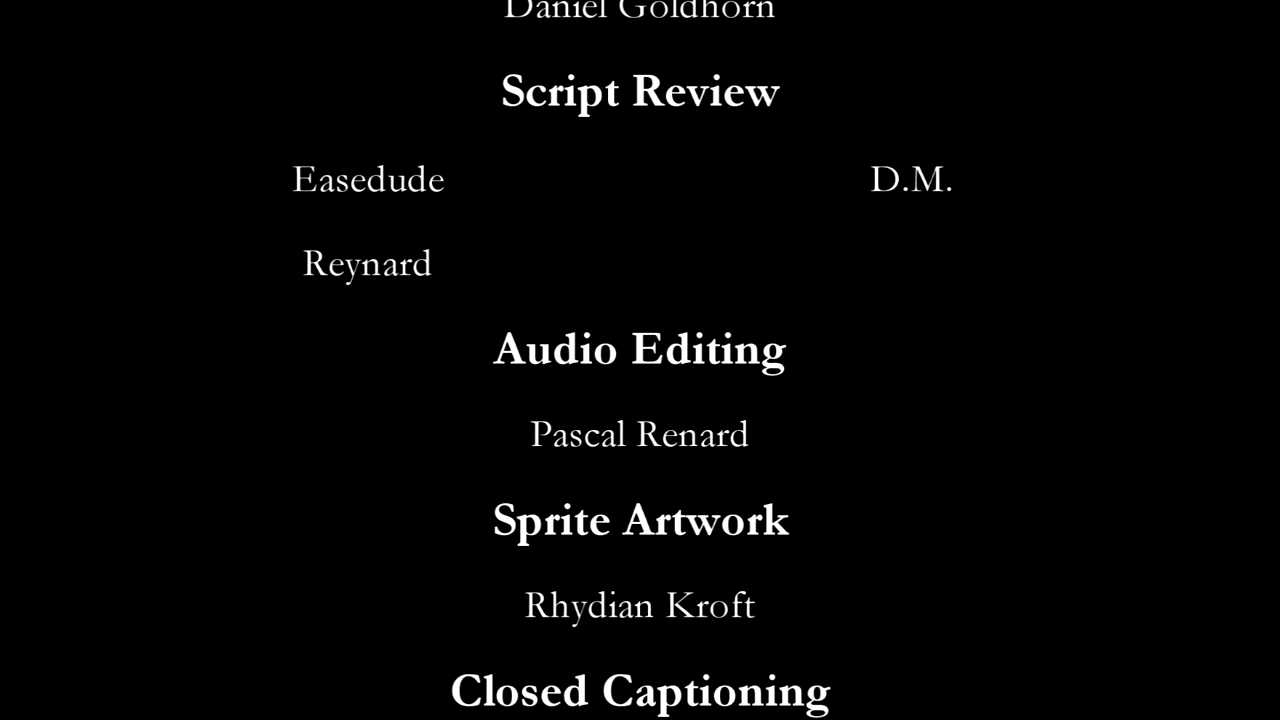 Daniel Goldhorn
Script Review
Easedude D.M.
Reynard
Audio Editing
Pascal Renard
Sprite Artwork
Rhydian Kroft
Closed Captioning